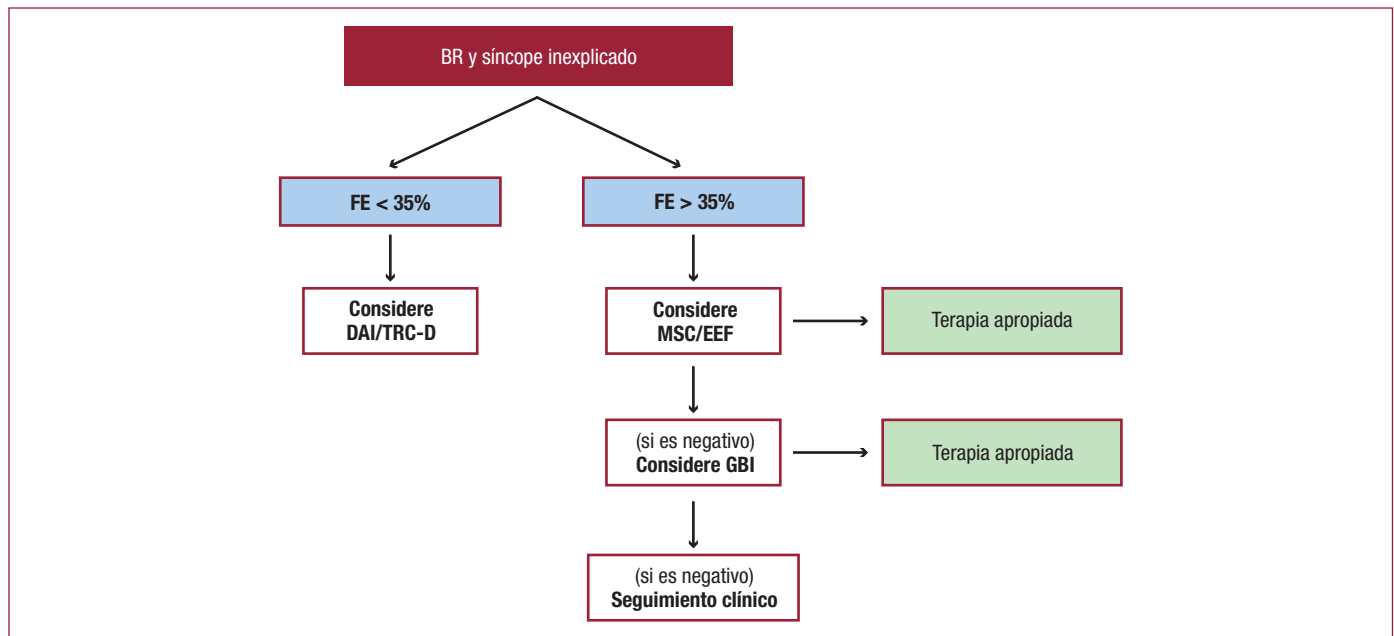 BR y síncope inexplicado
FE < 35%
FE > 35%
Considere
DAI/TRC-D
Considere
MSC/EEF
Terapia apropiada
(si es negativo)
Considere GBI
Terapia apropiada
(si es negativo)
Seguimiento clínico